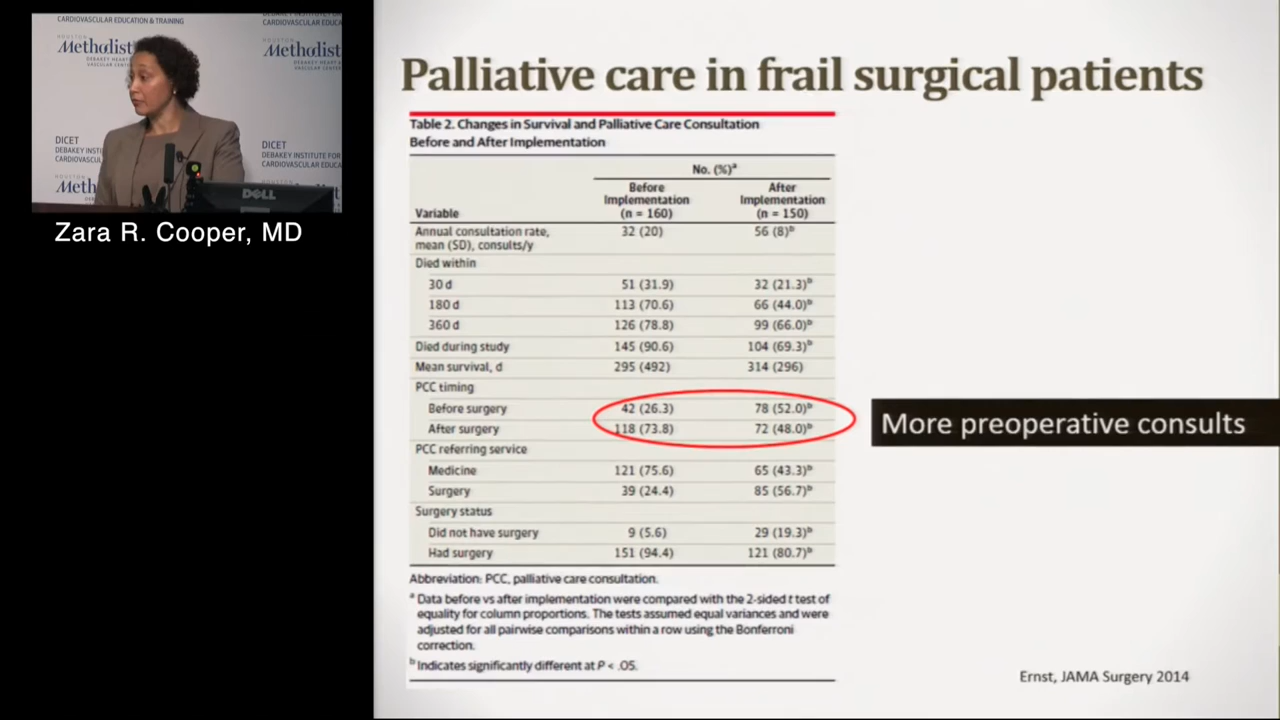 CARDIOVASCULAR EDUCATION & TRAINING
HOUSTON
Methodist
DEBAKEY HEART &
VASCULAR CENTER
Methodist
DICET
DEBAKEY INSTITUTE FOR
CARDIOVASCULAR EDUCA
DICET
DEBAKEY INSTIT
CARDIOVASCUL
Meth
DELL
Zara R. Cooper, MD
Palliative care in frail surgical patients
Table 2. Changes in Survival and Palliative Care Consultation
Before and After Implementation
No. (%)ᵃ
Variable Before Implementation (n = 160) After Implementation (n = 150)
Annual consultation rate, mean (SD), consults/y 32 (20) 56 (8)ᵇ
Died within
30 d 51 (31.9) 32 (21.3)ᵇ
180 d 113 (70.6) 66 (44.0)ᵇ
360 d 126 (78.8) 99 (66.0)ᵇ
Died during study 145 (90.6) 104 (69.3)ᵇ
Mean survival, d 295 (492) 314 (296)
PCC timing
Before surgery 42 (26.3) 78 (52.0)ᵇ
After surgery 118 (73.8) 72 (48.0)ᵇ
PCC referring service
Medicine 121 (75.6) 65 (43.3)ᵇ
Surgery 39 (24.4) 85 (56.7)ᵇ
Surgery status
Did not have surgery 9 (5.6) 29 (19.3)ᵇ
Had surgery 151 (94.4) 121 (80.7)ᵇ
Abbreviation: PCC, palliative care consultation.
ᵃ Data before vs after implementation were compared with the 2-sided t test of
equality for column proportions. The tests assumed equal variances and were
adjusted for all pairwise comparisons within a row using the Bonferroni
correction.
ᵇ Indicates significantly different at P < .05.
More preoperative consults
Ernst, JAMA Surgery 2014